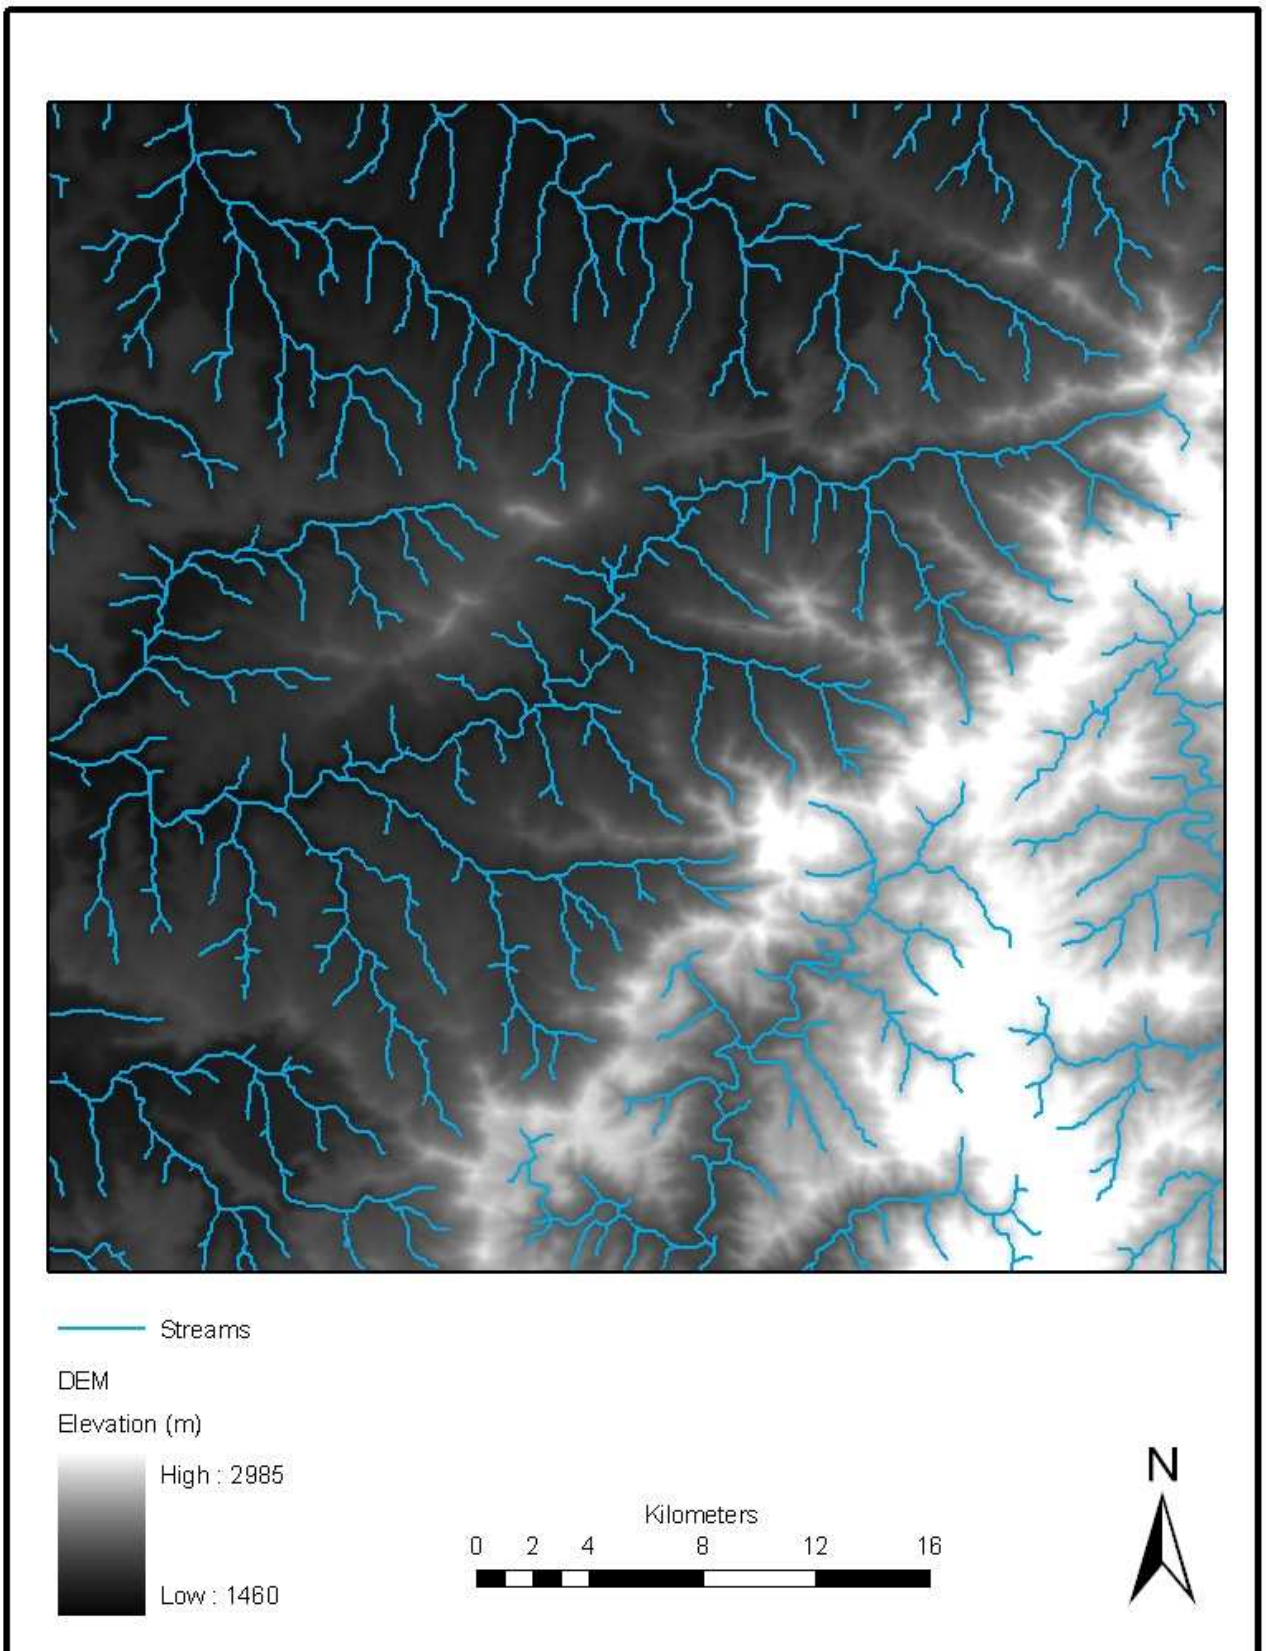 Streams
DEM
Elevation (m)
High : 2985
Low : 1460
Kilometers
0 2 4 8 12 16
N